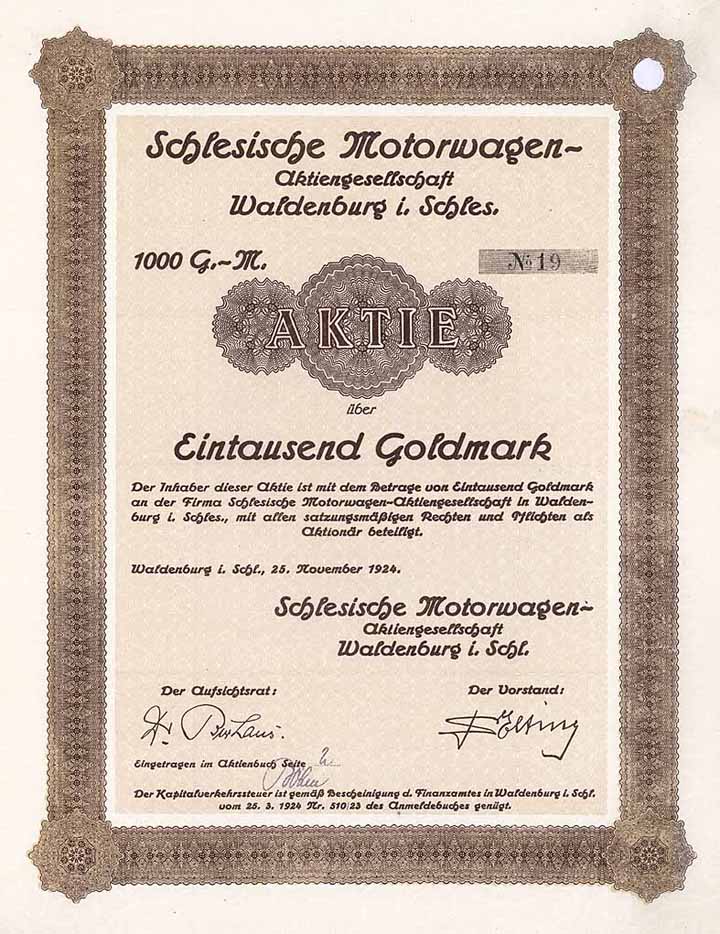 Schlesische Motorwagen-
Aktiengesellschaft
Waldenburg i. Schles.
1000 G.-M.
№ 19
AKTIE
über
Eintausend Goldmark
Der Inhaber dieser Aktie ist mit dem Betrage von Eintausend Goldmark
an der Firma Schlesische Motorwagen-Aktiengesellschaft in Walden-
burg i. Schles., mit allen satzungsmäßigen Rechten und Pflichten als
Aktionär beteiligt.
Waldenburg i. Schl., 25. November 1924.
Schlesische Motorwagen-
Aktiengesellschaft
Waldenburg i. Schl.
Der Aufsichtsrat:
Der Vorstand:
Dr.
Eingetragen im Aktienbuch Seite 2
Der Kapitalverkehrssteuer ist gemäß Bescheinigung d. Finanzamtes in Waldenburg i. Schl.
vom 25. 3. 1924 Nr. 510/23 des Anmeldebuches genügt.